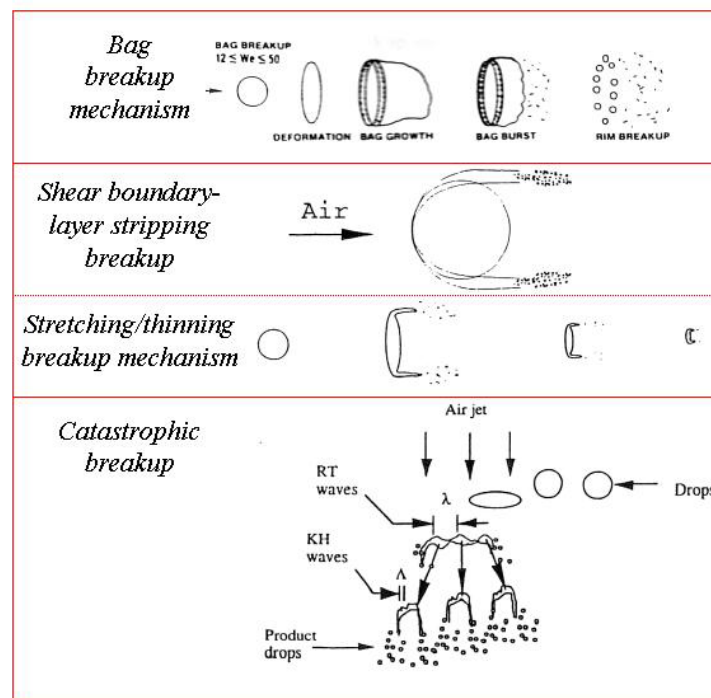 Bag
breakup
mechanism
BAG BREAKUP
12 ≤ We ≤ 50
DEFORMATION BAG GROWTH BAG BURST RIM BREAKUP
Shear boundary-
layer stripping
breakup
Air
Stretching/thinning
breakup mechanism
Catastrophic
breakup
Air jet
RT
waves
λ
Drops
KH
waves
Λ
Product
drops